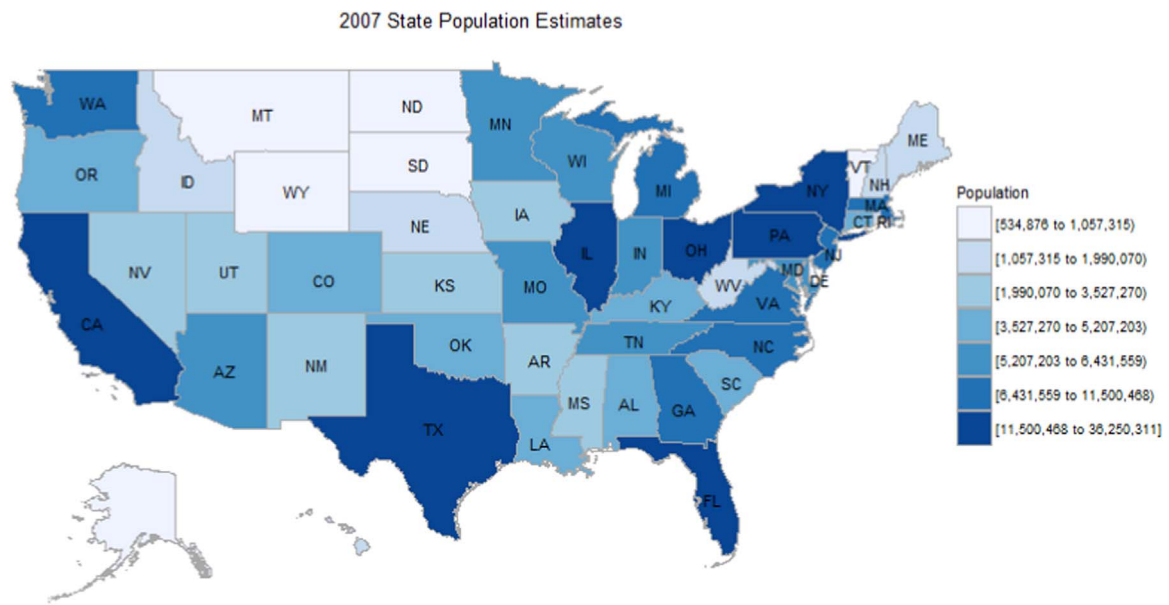 2007 State Population Estimates
WA
MT
ND
MN
ME
VT
OR
ID
SD
WI
MI
NY
NH
WY
MA
CT RI
NE
IA
PA
NV
UT
CO
KS
MO
IL
IN
OH
NJ
MD
DE
WV
VA
KY
CA
AZ
NM
OK
AR
TN
NC
TX
LA
MS
AL
GA
SC
FL
Population
[534,876 to 1,057,315)
[1,057,315 to 1,990,070)
[1,990,070 to 3,527,270)
[3,527,270 to 5,207,203)
[5,207,203 to 6,431,559)
[6,431,559 to 11,500,468)
[11,500,468 to 36,250,311]